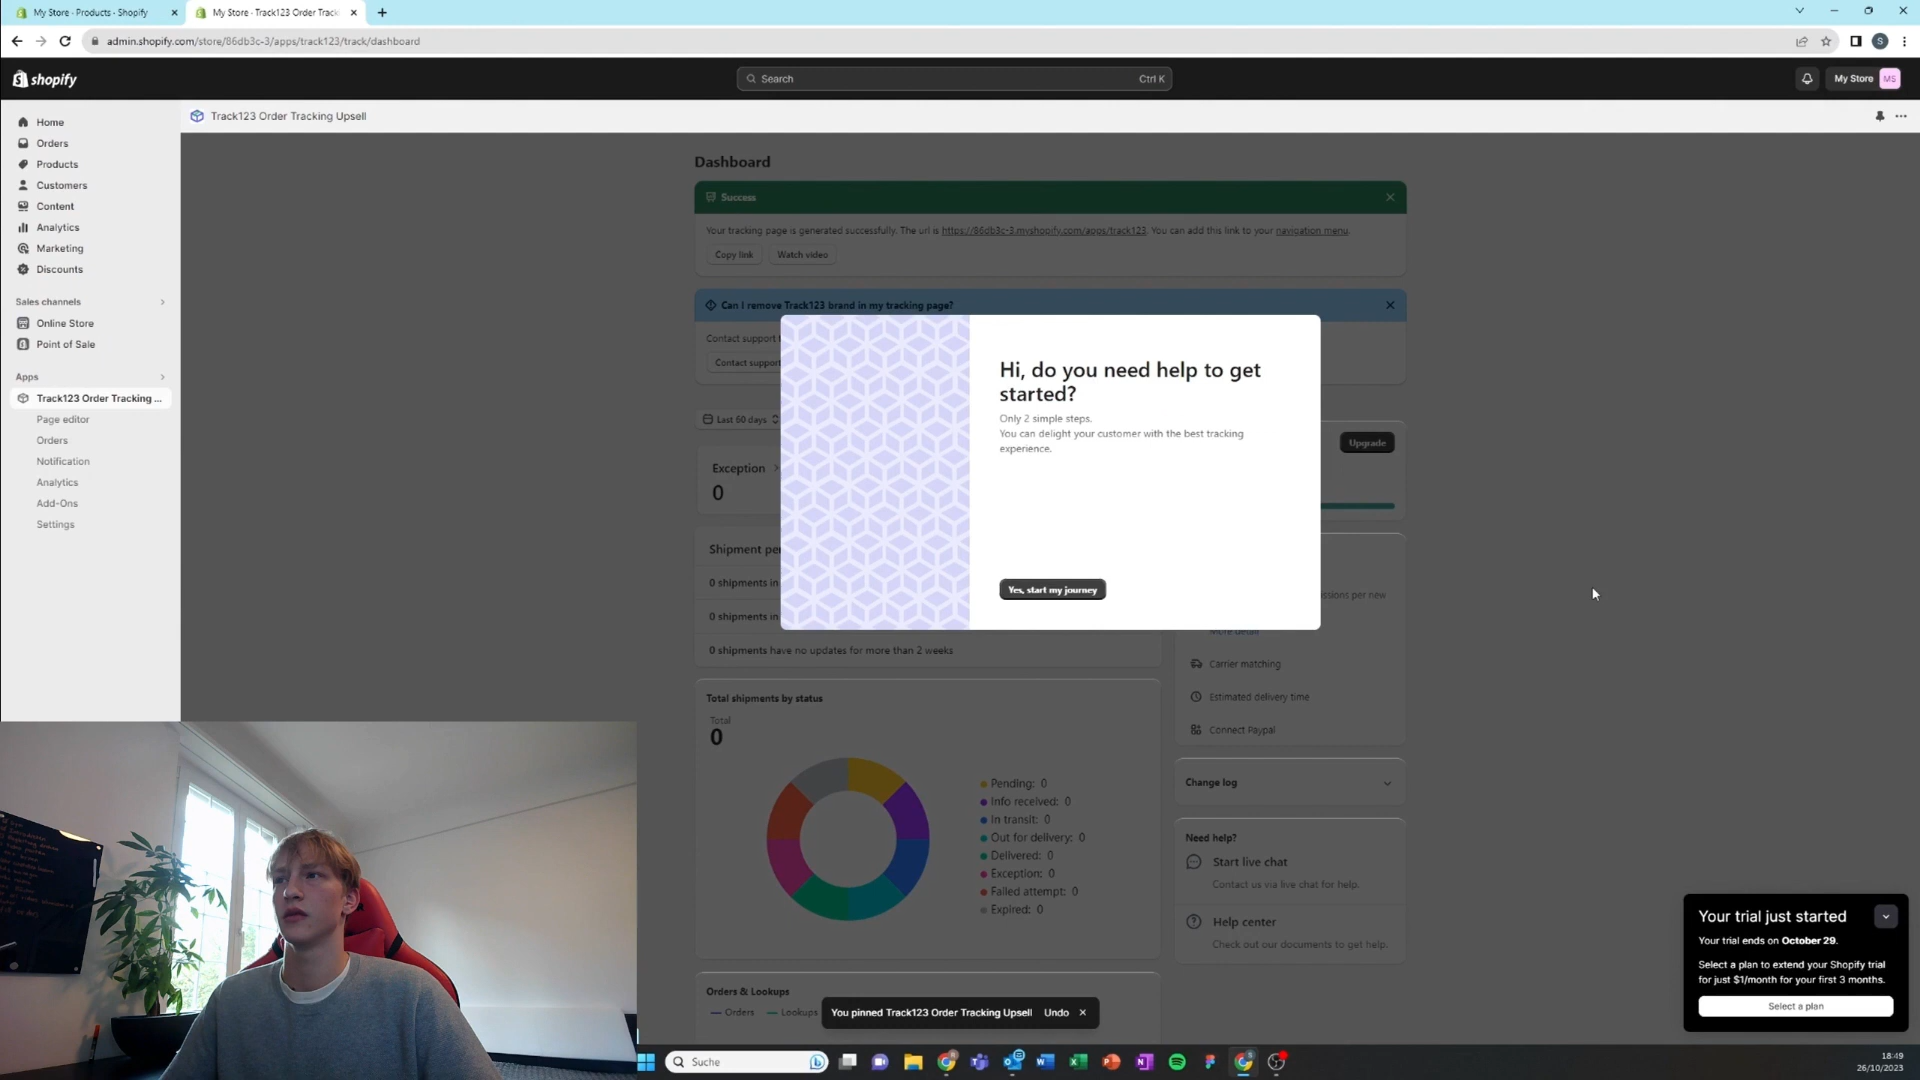 My Store · Products · Shopify
My Store · Track123 Order Track
admin.shopify.com/store/86db3c-3/apps/track123/track/dashboard
shopify
Search
Ctrl K
My Store
MS
Home
Orders
Products
Customers
Content
Analytics
Marketing
Discounts
Sales channels
Online Store
Point of Sale
Apps
Track123 Order Tracking ...
Page editor
Orders
Notification
Analytics
Add-Ons
Settings
Track123 Order Tracking Upsell
Dashboard
Success
Your tracking page is generated successfully. The url is https://86db3c-3.myshopify.com/apps/track123. You can add this link to your navigation menu.
Copy link
Watch video
Can I remove Track123 brand in my tracking page?
Contact support
Contact support
Last 60 days
Upgrade
Exception
0
Hi, do you need help to get
started?
Only 2 simple steps.
You can delight your customer with the best tracking
experience.
Yes, start my journey
Shipment
0 shipments in
0 shipments in
0 shipments have no updates for more than 2 weeks
per new
More detail
Carrier matching
Estimated delivery time
Connect Paypal
Total shipments by status
Total
0
Pending: 0
Info received: 0
In transit: 0
Out for delivery: 0
Delivered: 0
Exception: 0
Failed attempt: 0
Expired: 0
Change log
Need help?
Start live chat
Contact us via live chat for help.
Help center
Check out our documents to get help.
Orders & Lookups
Orders
Lookups
You pinned Track123 Order Tracking Upsell
Undo
Your trial just started
Your trial ends on October 29.
Select a plan to extend your Shopify trial
for just $1/month for your first 3 months.
Select a plan
Suche
18:49
26/10/2023